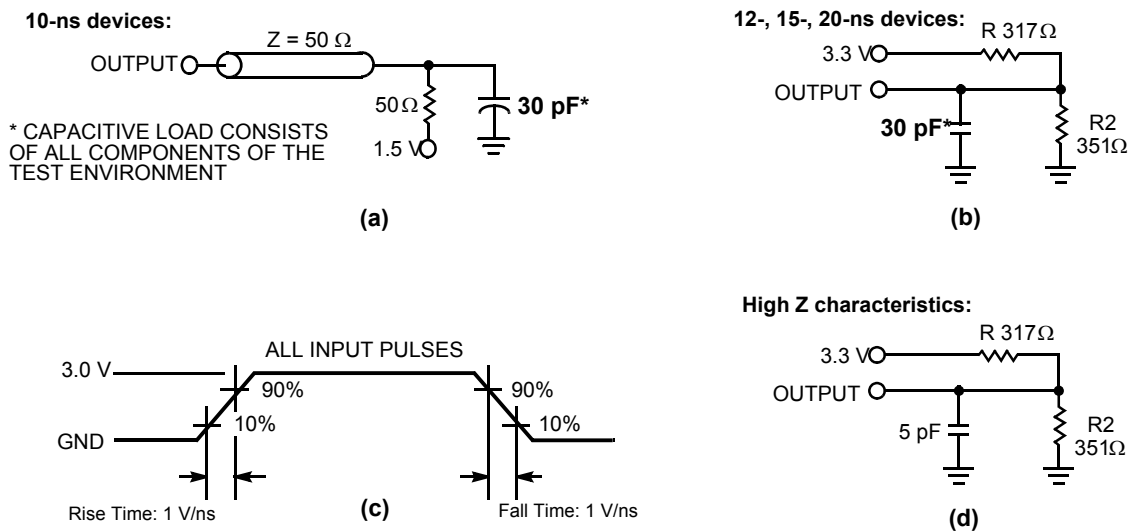 10-ns devices:
Z = 50 Ω
OUTPUT
50Ω
30 pF*
1.5 V
* CAPACITIVE LOAD CONSISTS
OF ALL COMPONENTS OF THE
TEST ENVIRONMENT
(a)
12-, 15-, 20-ns devices:
R 317Ω
3.3 V
OUTPUT
30 pF*
R2
351Ω
(b)
ALL INPUT PULSES
3.0 V
90%
90%
10%
10%
GND
Rise Time: 1 V/ns
(c)
Fall Time: 1 V/ns
High Z characteristics:
R 317Ω
3.3 V
OUTPUT
5 pF
R2
351Ω
(d)